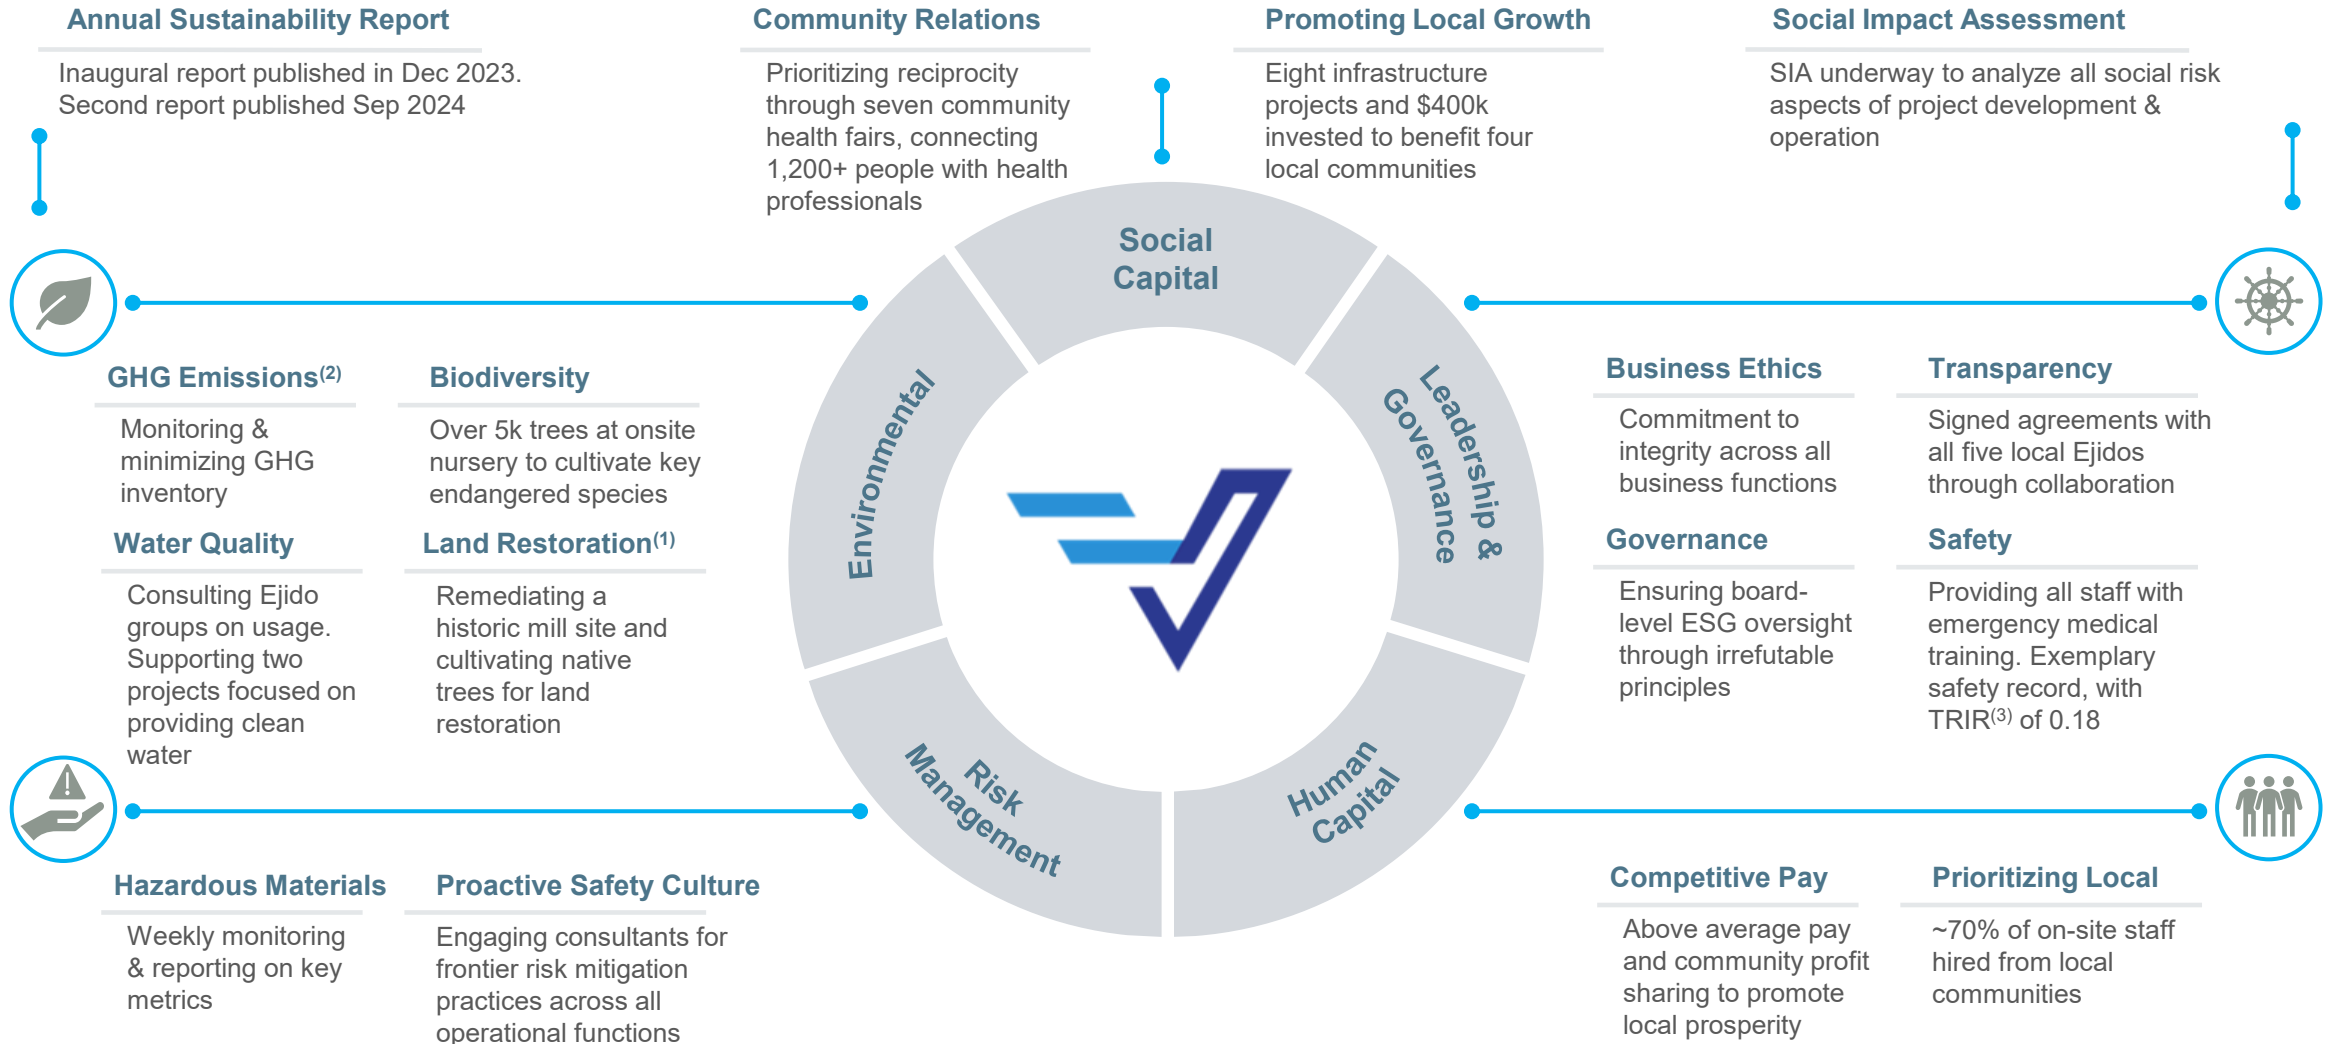 Annual Sustainability Report
Inaugural report published in Dec 2023.
Second report published Sep 2024
Community Relations
Prioritizing reciprocity
through seven community
health fairs, connecting
1,200+ people with health
professionals
Promoting Local Growth
Eight infrastructure
projects and $400k
invested to benefit four
local communities
Social Impact Assessment
SIA underway to analyze all social risk
aspects of project development &
operation
Social
Capital
Environmental
Leadership &
Governance
Risk
Management
Human
Capital
GHG Emissions(2)
Monitoring &
minimizing GHG
inventory
Biodiversity
Over 5k trees at onsite
nursery to cultivate key
endangered species
Water Quality
Consulting Ejido
groups on usage.
Supporting two
projects focused on
providing clean
water
Land Restoration(1)
Remediating a
historic mill site and
cultivating native
trees for land
restoration
Business Ethics
Commitment to
integrity across all
business functions
Transparency
Signed agreements with
all five local Ejidos
through collaboration
Governance
Ensuring board-
level ESG oversight
through irrefutable
principles
Safety
Providing all staff with
emergency medical
training. Exemplary
safety record, with
TRIR(3) of 0.18
Hazardous Materials
Weekly monitoring
& reporting on key
metrics
Proactive Safety Culture
Engaging consultants for
frontier risk mitigation
practices across all
operational functions
Competitive Pay
Above average pay
and community profit
sharing to promote
local prosperity
Prioritizing Local
~70% of on-site staff
hired from local
communities